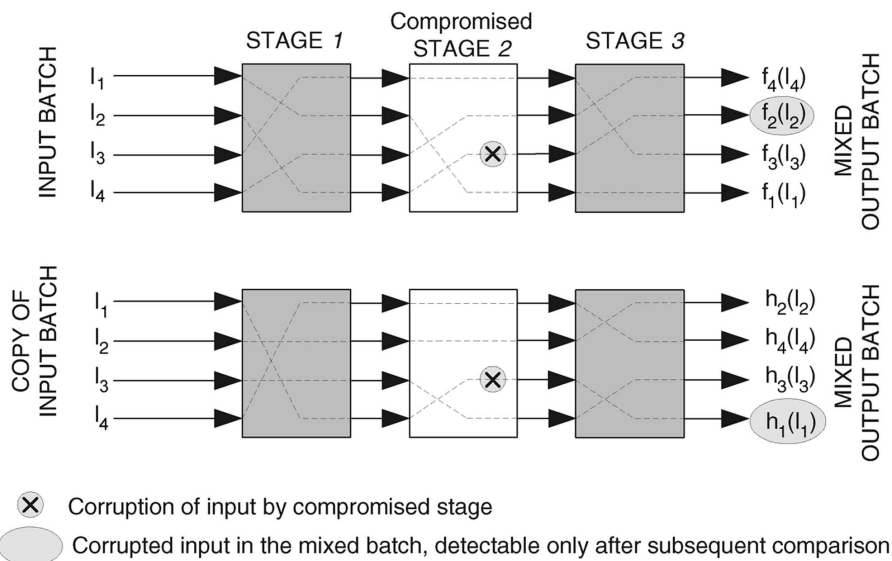 Compromised
STAGE 1 STAGE 2 STAGE 3
INPUT BATCH
I1
I2
I3
I4
f4(I4)
f2(I2)
f3(I3)
f1(I1)
MIXED
OUTPUT BATCH
COPY OF
INPUT BATCH
I1
I2
I3
I4
h2(I2)
h4(I4)
h3(I3)
h1(I1)
MIXED
OUTPUT BATCH
Corruption of input by compromised stage
Corrupted input in the mixed batch, detectable only after subsequent comparison